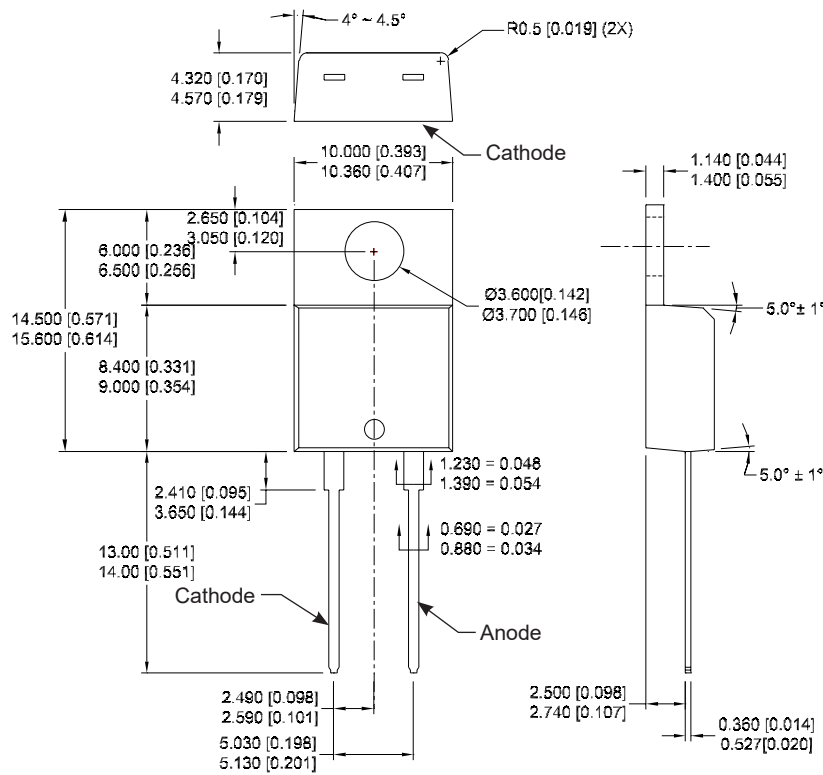 4° ~ 4.5°
R0.5 [0.019] (2X)
4.320 [0.170]
4.570 [0.179]
Cathode
10.000 [0.393]
10.360 [0.407]
1.140 [0.044]
1.400 [0.055]
2.650 [0.104]
3.050 [0.120]
6.000 [0.236]
6.500 [0.256]
Ø3.600[0.142]
Ø3.700 [0.146]
5.0°± 1°
14.500 [0.571]
15.600 [0.614]
8.400 [0.331]
9.000 [0.354]
1.230 = 0.048
1.390 = 0.054
5.0° ± 1°
2.410 [0.095]
3.650 [0.144]
0.690 = 0.027
0.880 = 0.034
13.00 [0.511]
14.00 [0.551]
Cathode
Anode
2.490 [0.098]
2.590 [0.101]
2.500 [0.098]
2.740 [0.107]
0.360 [0.014]
0.527[0.020]
5.030 [0.198]
5.130 [0.201]